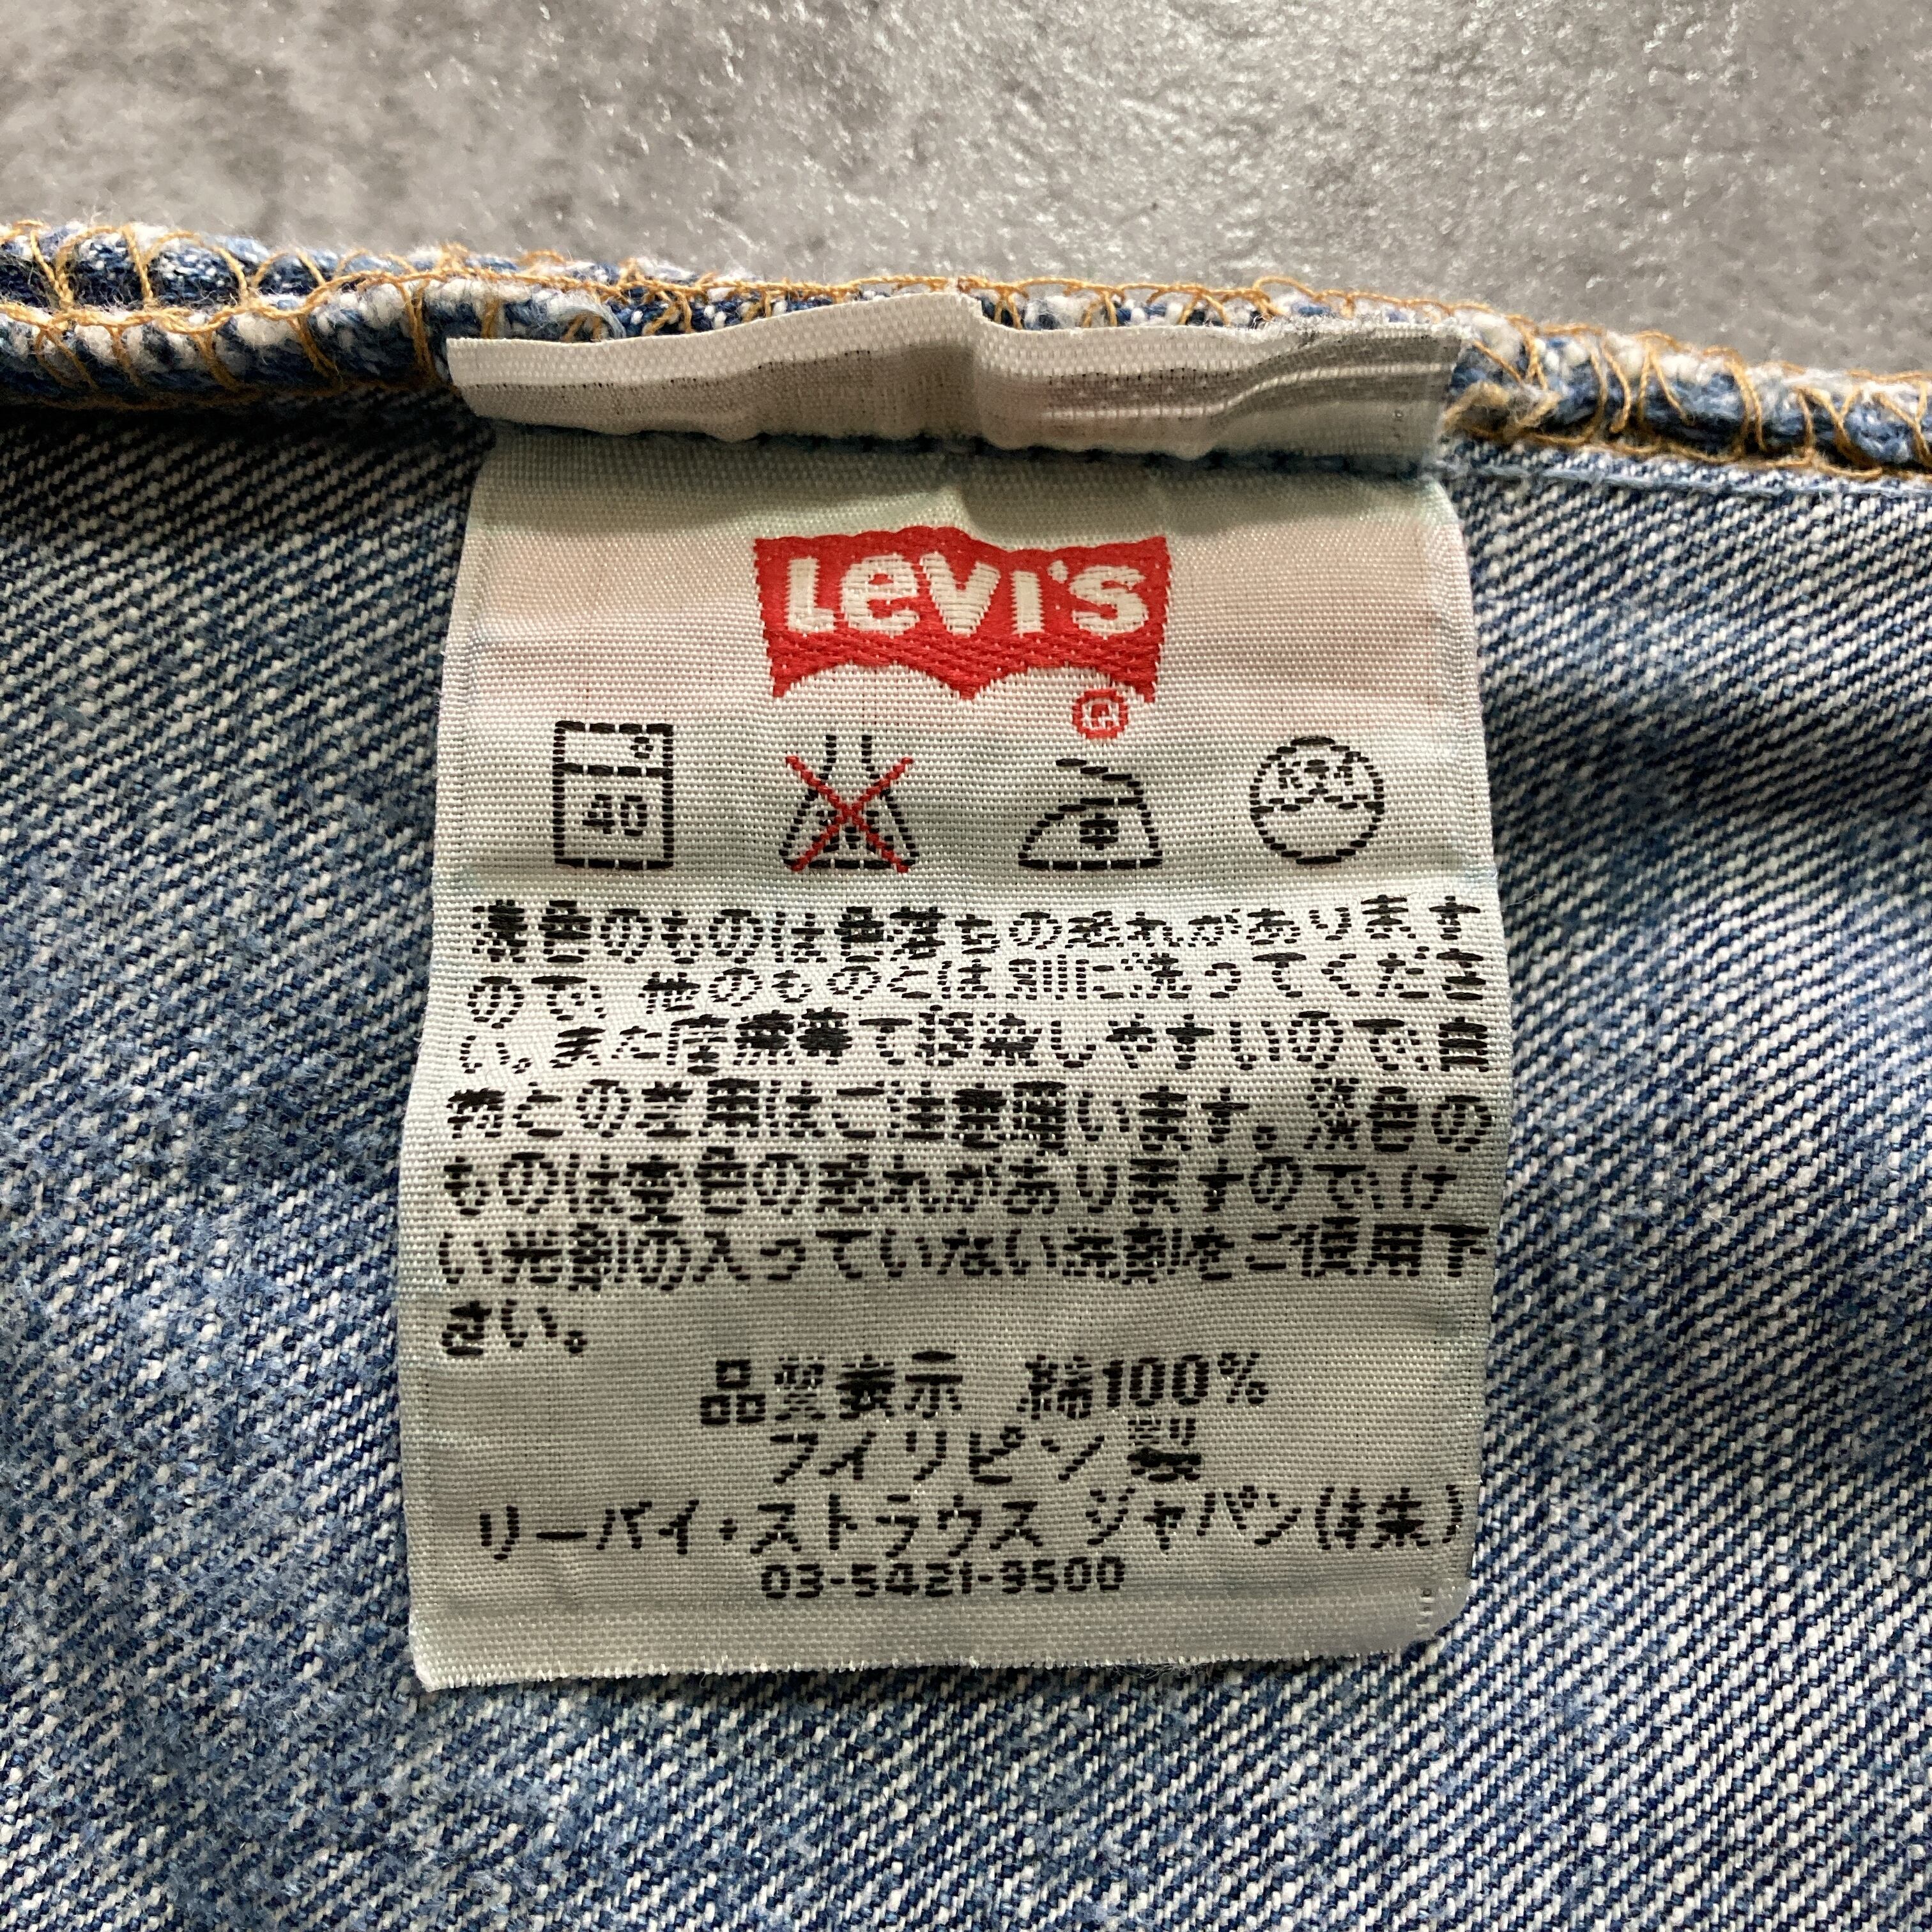 LEVI'S
®
40
ドライ
濃色のものは色落ちの恐れがあります
ので、他のものとは別に洗ってくださ
い。また摩擦等で移染しやすいので、白
物との着用はご注意願います。淡色の
ものは変色の恐れがありますので、け
い光剤の入っていない洗剤をご使用下
さい。
品質表示 綿100%
フィリピン製
リーバイ・ストラウス ジャパン(株)
03-5421-9500